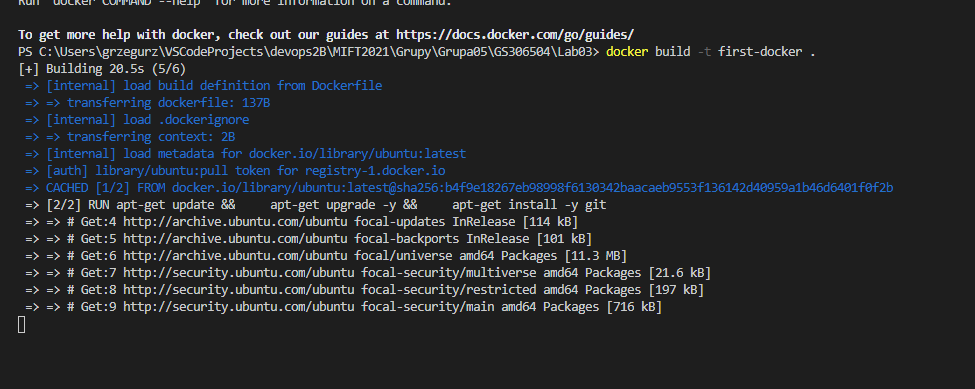 Run 'docker COMMAND --help' for more information on a command.
To get more help with docker, check out our guides at https://docs.docker.com/go/guides/
PS C:\Users\grzegurz\VSCodeProjects\devops2B\MIFT2021\Grupy\Grupa05\GS306504\Lab03> docker build -t first-docker .
[+] Building 20.5s (5/6)
=> [internal] load build definition from Dockerfile
=> => transferring dockerfile: 137B
=> [internal] load .dockerignore
=> => transferring context: 2B
=> [internal] load metadata for docker.io/library/ubuntu:latest
=> [auth] library/ubuntu:pull token for registry-1.docker.io
=> CACHED [1/2] FROM docker.io/library/ubuntu:latest@sha256:b4f9e18267eb98998f6130342baacaeb9553f136142d40959a1b46d6401f0f2b
=> [2/2] RUN apt-get update &&     apt-get upgrade -y &&     apt-get install -y git
=> => # Get:4 http://archive.ubuntu.com/ubuntu focal-updates InRelease [114 kB]
=> => # Get:5 http://archive.ubuntu.com/ubuntu focal-backports InRelease [101 kB]
=> => # Get:6 http://archive.ubuntu.com/ubuntu focal/universe amd64 Packages [11.3 MB]
=> => # Get:7 http://security.ubuntu.com/ubuntu focal-security/multiverse amd64 Packages [21.6 kB]
=> => # Get:8 http://security.ubuntu.com/ubuntu focal-security/restricted amd64 Packages [197 kB]
=> => # Get:9 http://security.ubuntu.com/ubuntu focal-security/main amd64 Packages [716 kB]